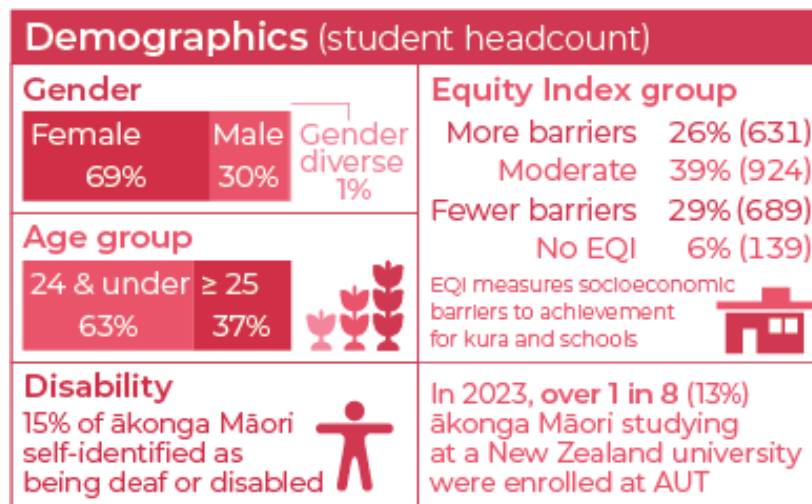 Demographics (student headcount)
Gender
Female
69%
Male
30%
Gender
diverse
1%
Age group
24 & under
63%
≥ 25
37%
Disability
15% of ākonga Māori
self-identified as
being deaf or disabled
Equity Index group
More barriers 26% (631)
Moderate 39% (924)
Fewer barriers 29% (689)
No EQI 6% (139)
EQI measures socioeconomic
barriers to achievement
for kura and schools
In 2023, over 1 in 8 (13%)
ākonga Māori studying
at a New Zealand university
were enrolled at AUT